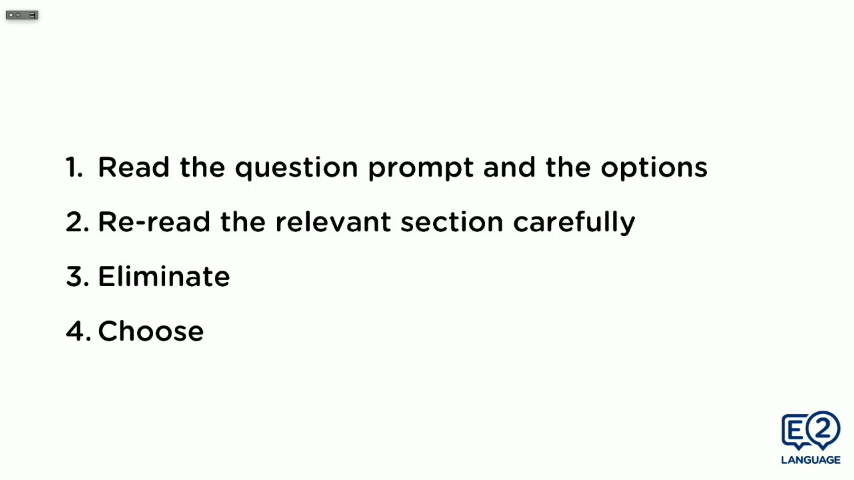 1. Read the question prompt and the options
2. Re-read the relevant section carefully
3. Eliminate
4. Choose
E2
LANGUAGE